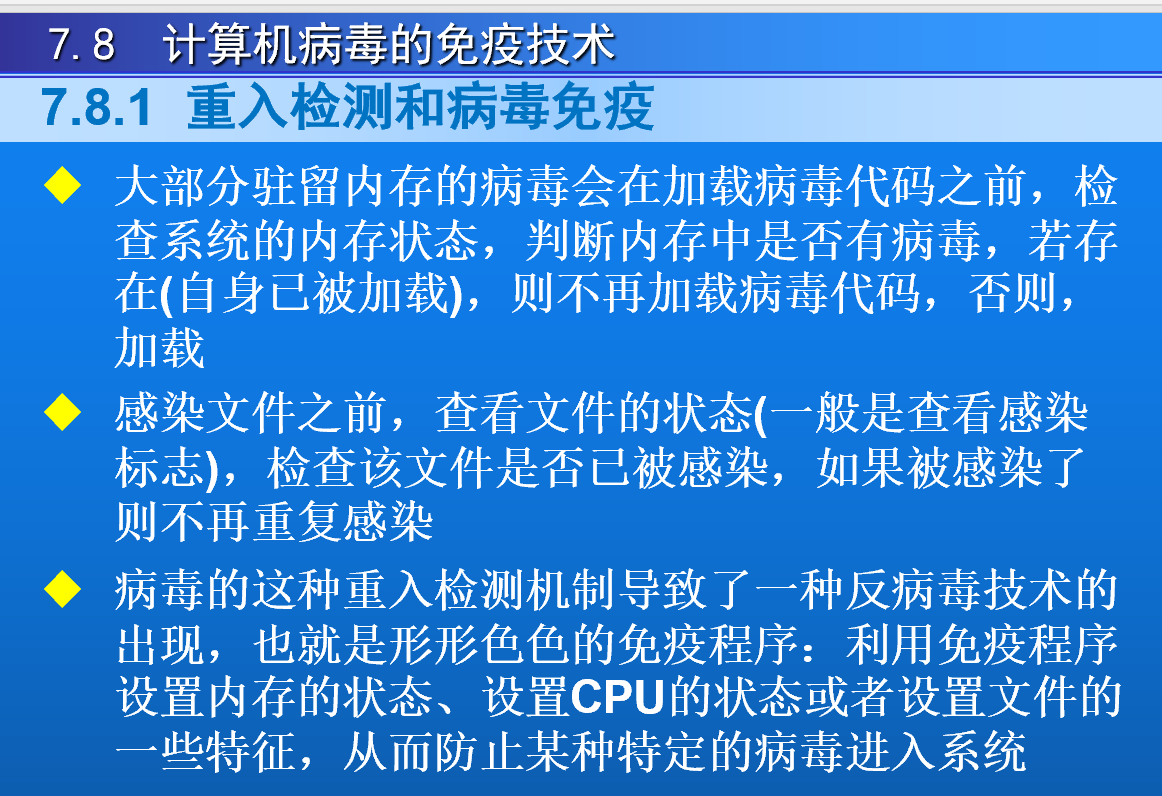 7.8 计算机病毒的免疫技术
7.8.1 重入检测和病毒免疫
大部分驻留内存的病毒会在加载病毒代码之前，检
查系统的内存状态，判断内存中是否有病毒，若存
在(自身已被加载)，则不再加载病毒代码，否则，
加载
感染文件之前，查看文件的状态(一般是查看感染
标志)，检查该文件是否已被感染，如果被感染了
则不再重复感染
病毒的这种重入检测机制导致了一种反病毒技术的
出现，也就是形形色色的免疫程序：利用免疫程序
设置内存的状态、设置CPU的状态或者设置文件的
一些特征，从而防止某种特定的病毒进入系统